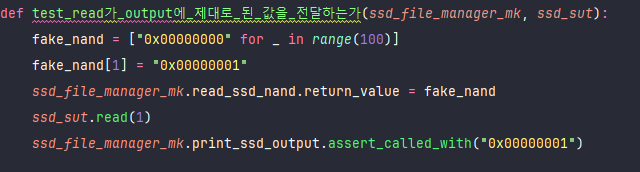 def test_read가_output에_제대로_된_값을_전달하는가(ssd_file_manager_mk, ssd_sut):
    fake_nand = ["0x00000000" for _ in range(100)]
    fake_nand[1] = "0x00000001"
    ssd_file_manager_mk.read_ssd_nand.return_value = fake_nand
    ssd_sut.read(1)
    ssd_file_manager_mk.print_ssd_output.assert_called_with("0x00000001")